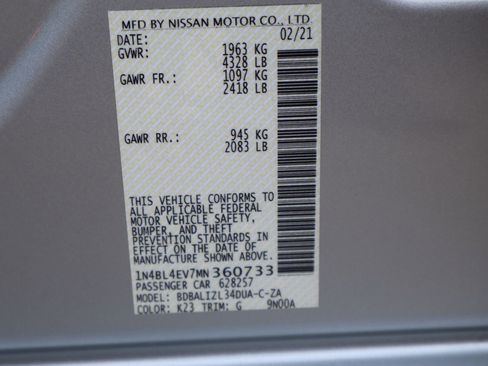 MFD BY NISSAN MOTOR CO., LTD.
DATE: 02/21
GVWR: 1963 KG
4328 LB
GAWR FR.: 1097 KG
2418 LB
GAWR RR.: 945 KG
2083 LB
THIS VEHICLE CONFORMS TO
ALL APPLICABLE FEDERAL
MOTOR VEHICLE SAFETY,
BUMPER, AND THEFT
PREVENTION STANDARDS IN
EFFECT ON THE DATE OF
MANUFACTURE SHOWN ABOVE.
1N4BL4EV7MN360733
PASSENGER CAR 628257
MODEL: BDBALIZL34DUA-C-ZA
COLOR: K23 TRIM: G 9N00A